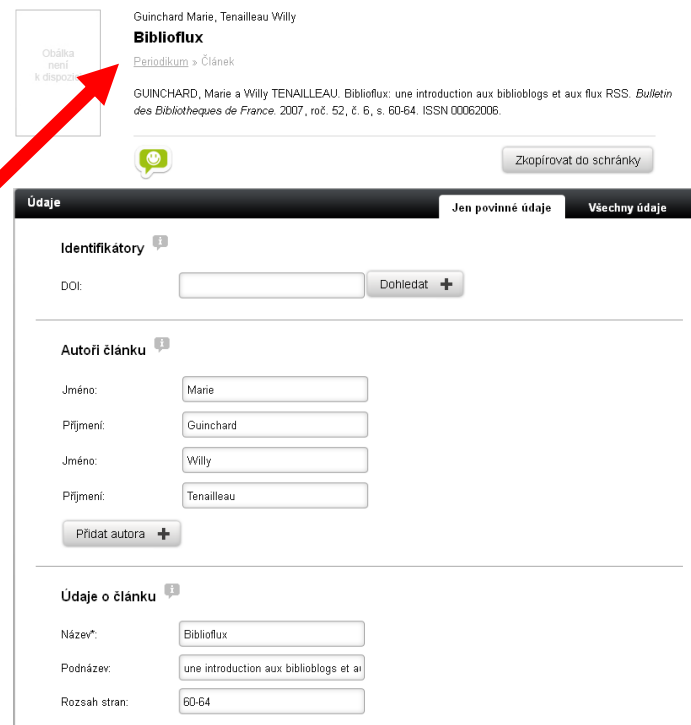 Guinchard Marie, Tenailleau Willy
Biblioflux
Obálka
není
k dispozic
Periodikum » Článek
GUINCHARD, Marie a Willy TENAILLEAU. Biblioflux: une introduction aux biblioblogs et aux flux RSS. Bulletin
des Bibliotheques de France. 2007, roč. 52, č. 6, s. 60-64. ISSN 00062006.
Zkopírovat do schránky
Údaje
Jen povinné údaje
Všechny údaje
Identifikátory
DOI:
Dohledat
Autoři článku
Jméno: Marie
Příjmení: Guinchard
Jméno: Willy
Příjmení: Tenailleau
Přidat autora
Údaje o článku
Název*: Biblioflux
Podnázev: une introduction aux biblioblogs et a
Rozsah stran: 60-64